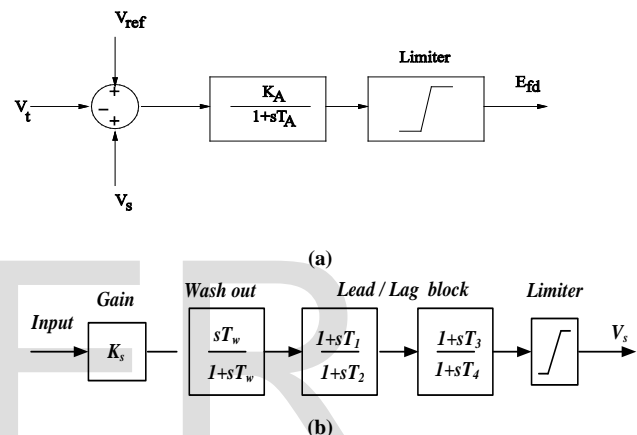 V_ref
Limiter
K_A
1+sT_A
E_fd
V_t
V_s
+
−
+
(a)
Gain
Wash out
Lead / Lag block
Limiter
Input
K_s
sT_w
1+sT_w
1+sT_1
1+sT_2
1+sT_3
1+sT_4
V_s
(b)
ER